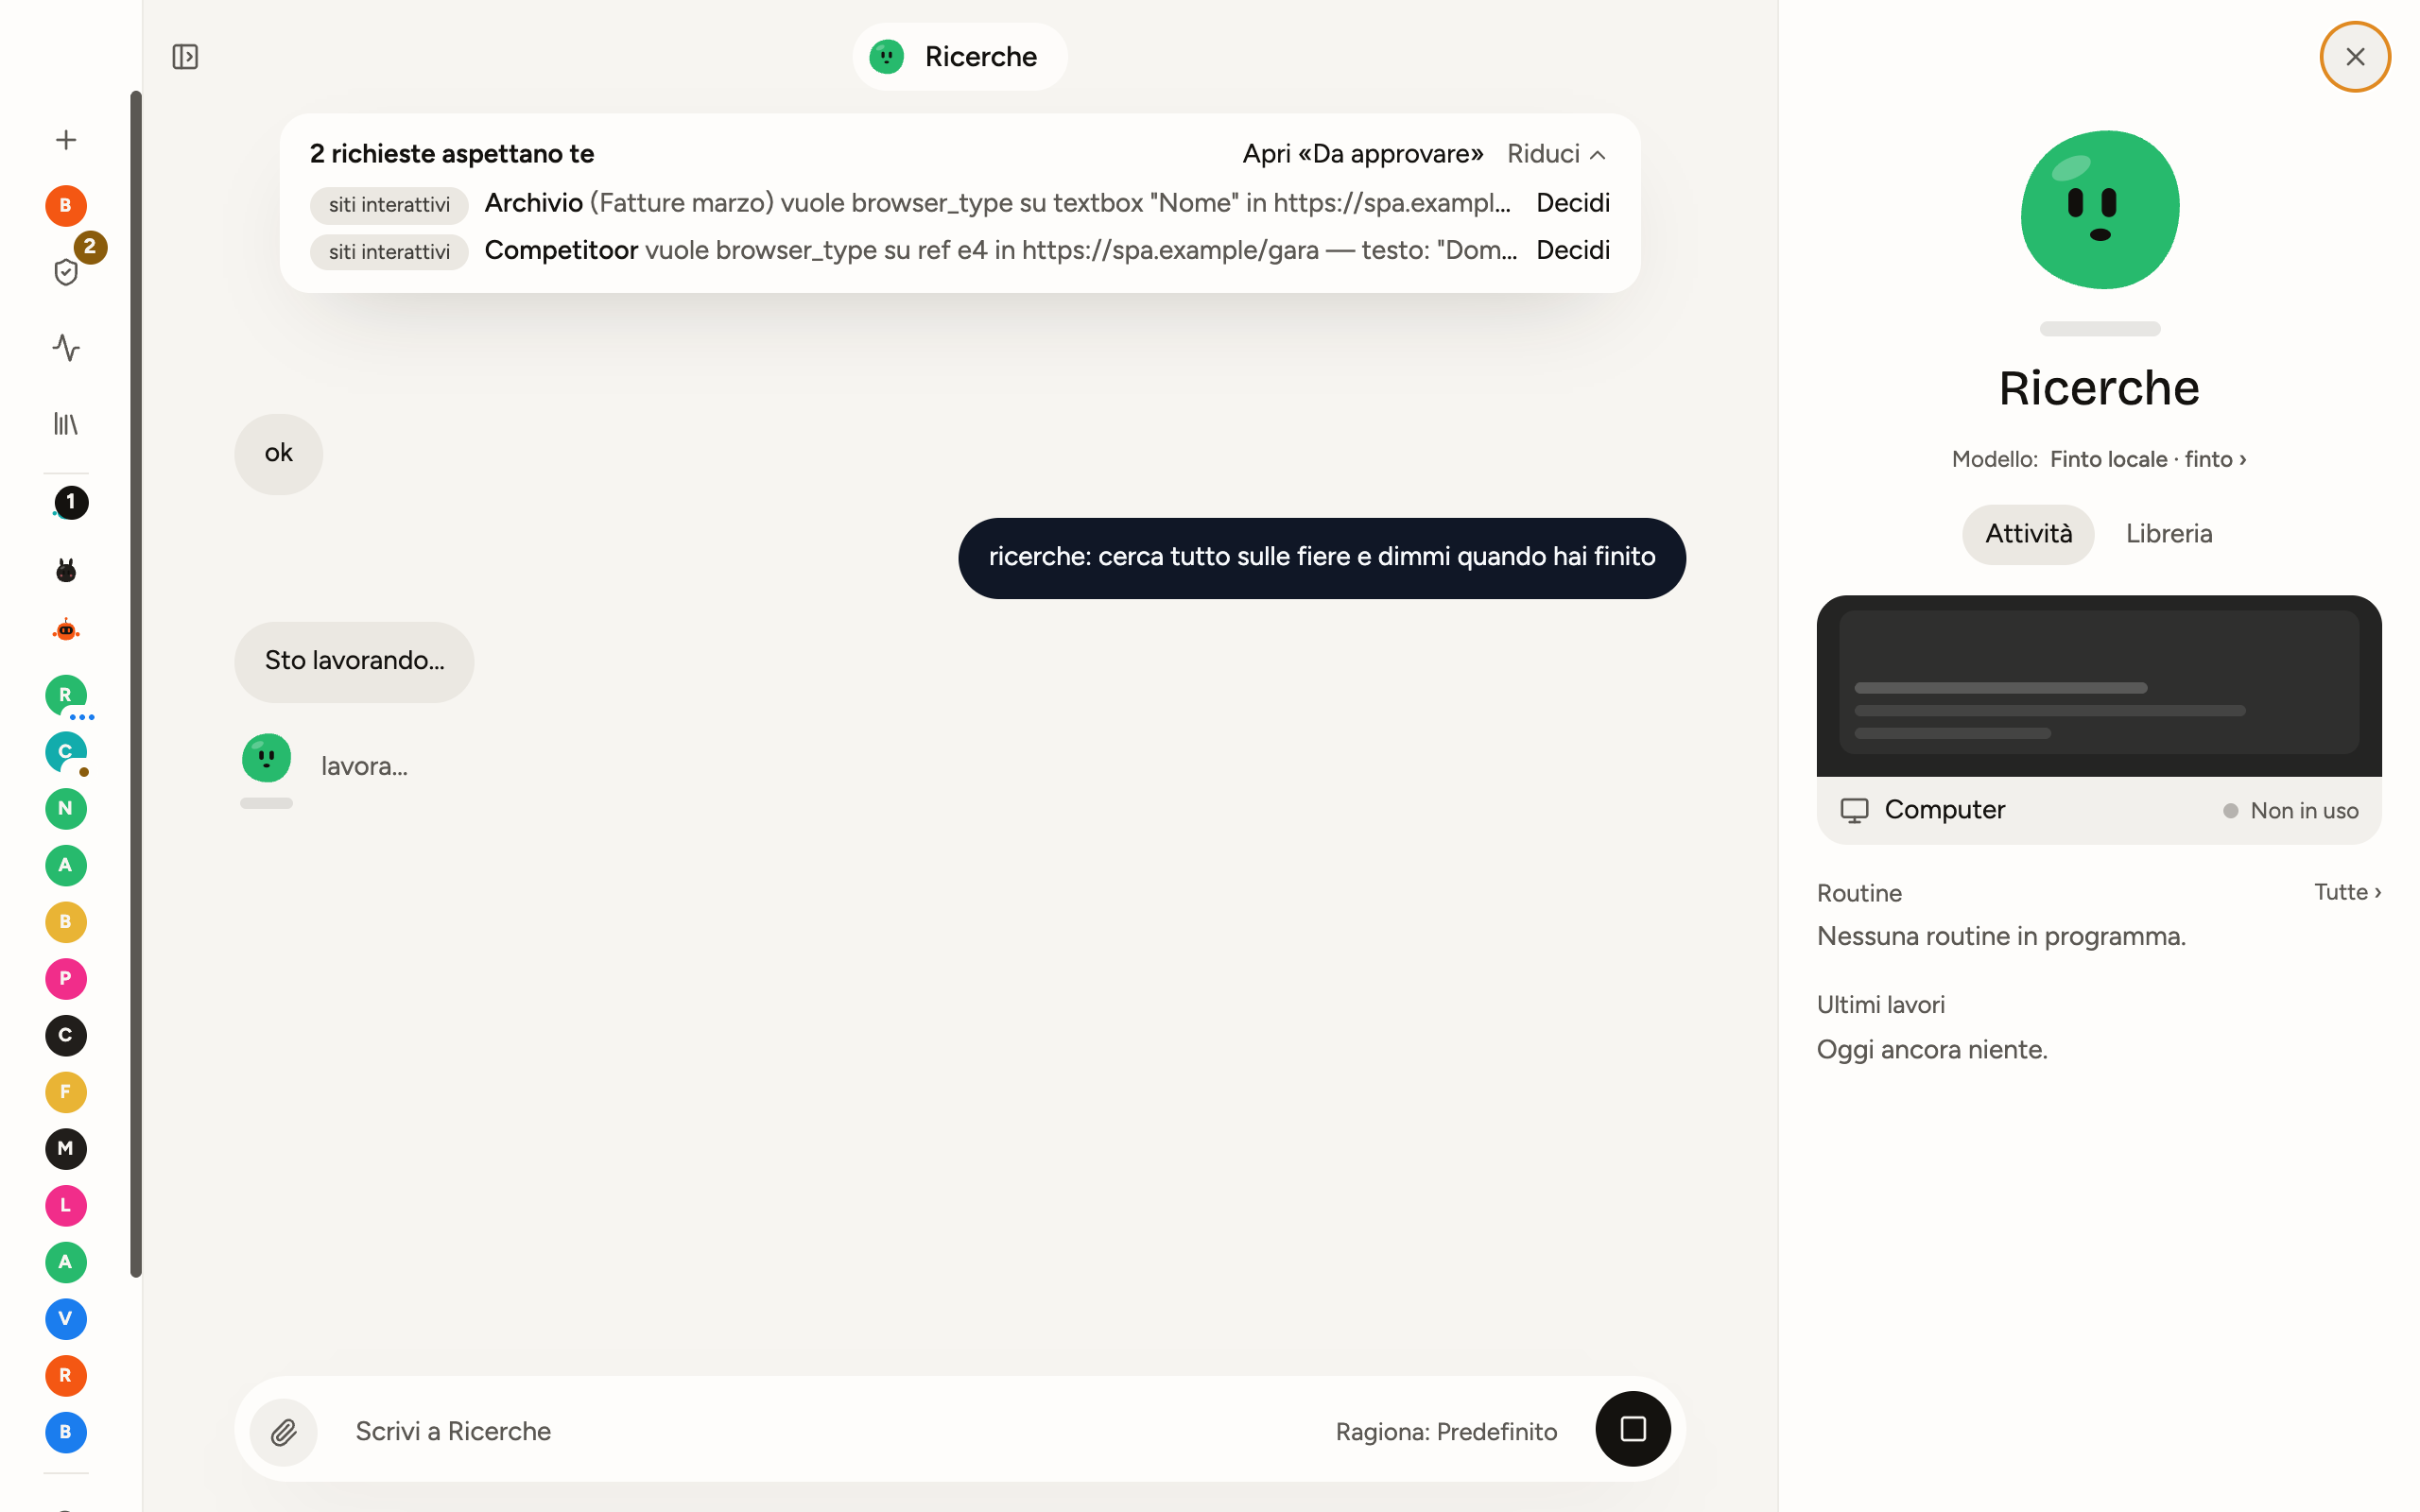 Ricerche
2 richieste aspettano te
Apri «Da approvare»
Riduci
siti interattivi Archivio (Fatture marzo) vuole browser_type su textbox "Nome" in https://spa.exampl... Decidi
siti interattivi Competitoor vuole browser_type su ref e4 in https://spa.example/gara — testo: "Dom... Decidi
ok
ricerche: cerca tutto sulle fiere e dimmi quando hai finito
Sto lavorando...
lavora...
Scrivi a Ricerche
Ragiona: Predefinito
B
2
1
R
C
N
A
B
P
C
F
M
L
A
V
R
B
Ricerche
Modello: Finto locale · finto ›
Attività
Libreria
Computer
Non in uso
Routine
Tutte ›
Nessuna routine in programma.
Ultimi lavori
Oggi ancora niente.